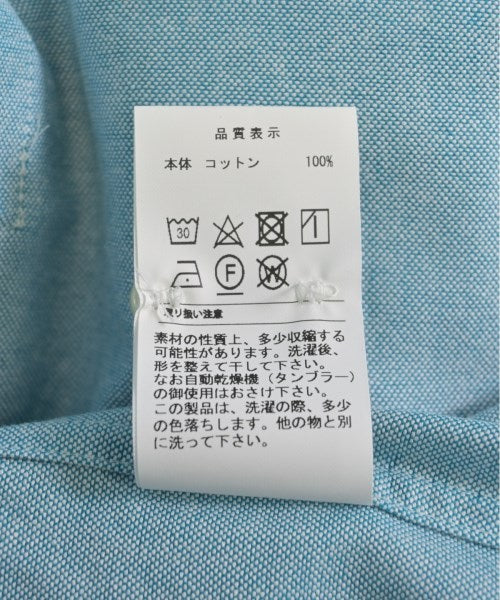 品質表示
本体 コットン 100%
30
F W
取り扱い注意
素材の性質上、多少収縮する
可能性があります。洗濯後、
形を整えて干して下さい。
なお自動乾燥機（タンブラー）
の御使用はおさけ下さい。
この製品は、洗濯の際、多少
の色落ちします。他の物と別
に洗って下さい。